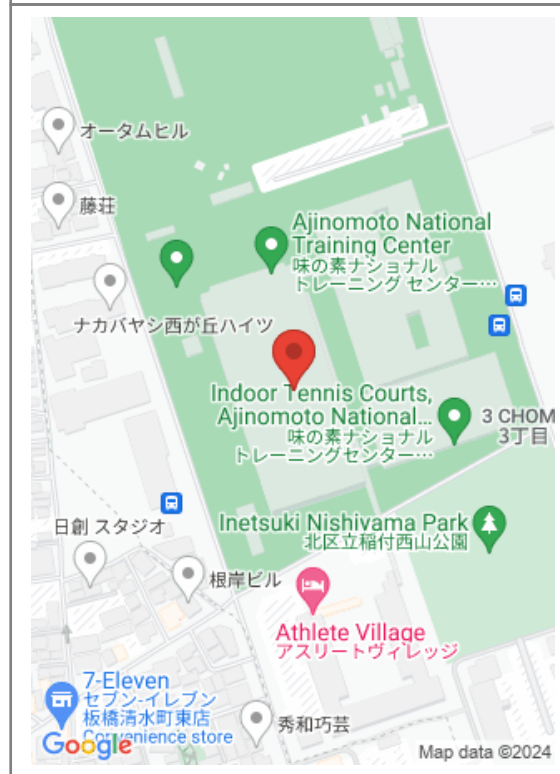 オータムヒル
藤荘
Ajinomoto National
Training Center
味の素ナショナル
トレーニング センター…
ナカバヤシ西が丘ハイツ
Indoor Tennis Courts,
Ajinomoto National...
味の素ナショナル
トレーニングセンター…
3 CHOM
3丁目
Inetsuki Nishiyama Park
北区立稲付西山公園
日創 スタジオ
根岸ビル
Athlete Village
アスリートヴィレッジ
7-Eleven
セブン-イレブン
板橋清水町東店
Convenience store
秀和巧芸
Google
Map data ©2024